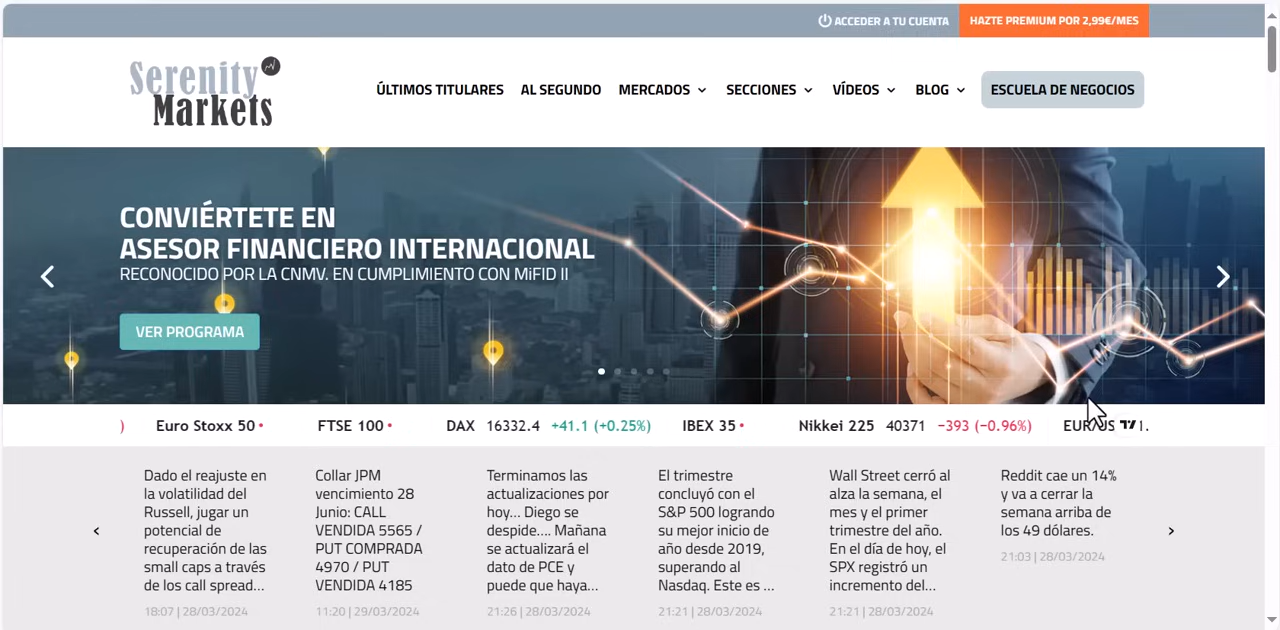 ACCEDER A TU CUENTA
HAZTE PREMIUM POR 2,99€/MES
Serenity
Markets
ÚLTIMOS TITULARES AL SEGUNDO MERCADOS SECCIONES VÍDEOS BLOG ESCUELA DE NEGOCIOS
CONVIÉRTETE EN
ASESOR FINANCIERO INTERNACIONAL
RECONOCIDO POR LA CNMV. EN CUMPLIMIENTO CON MiFID II
VER PROGRAMA
) Euro Stoxx 50 FTSE 100 DAX 16332.4 +41.1 (+0.25%) IBEX 35 Nikkei 225 40371 −393 (−0.96%)
Dado el reajuste en
la volatilidad del
Russell, jugar un
potencial de
recuperación de las
small caps a través
de los call spread...
18:07 | 28/03/2024
Collar JPM
vencimiento 28
Junio: CALL
VENDIDA 5565 /
PUT COMPRADA
4970 / PUT
VENDIDA 4185
11:20 | 29/03/2024
Terminamos las
actualizaciones por
hoy... Diego se
despide.... Mañana
se actualizará el
dato de PCE y
puede que haya...
21:26 | 28/03/2024
El trimestre
concluyó con el
S&P 500 logrando
su mejor inicio de
año desde 2019,
superando al
Nasdaq. Este es ...
21:21 | 28/03/2024
Wall Street cerró al
alza la semana, el
mes y el primer
trimestre del año.
En el día de hoy, el
SPX registró un
incremento del...
21:21 | 28/03/2024
Reddit cae un 14%
y va a cerrar la
semana arriba de
los 49 dólares.
21:03 | 28/03/2024